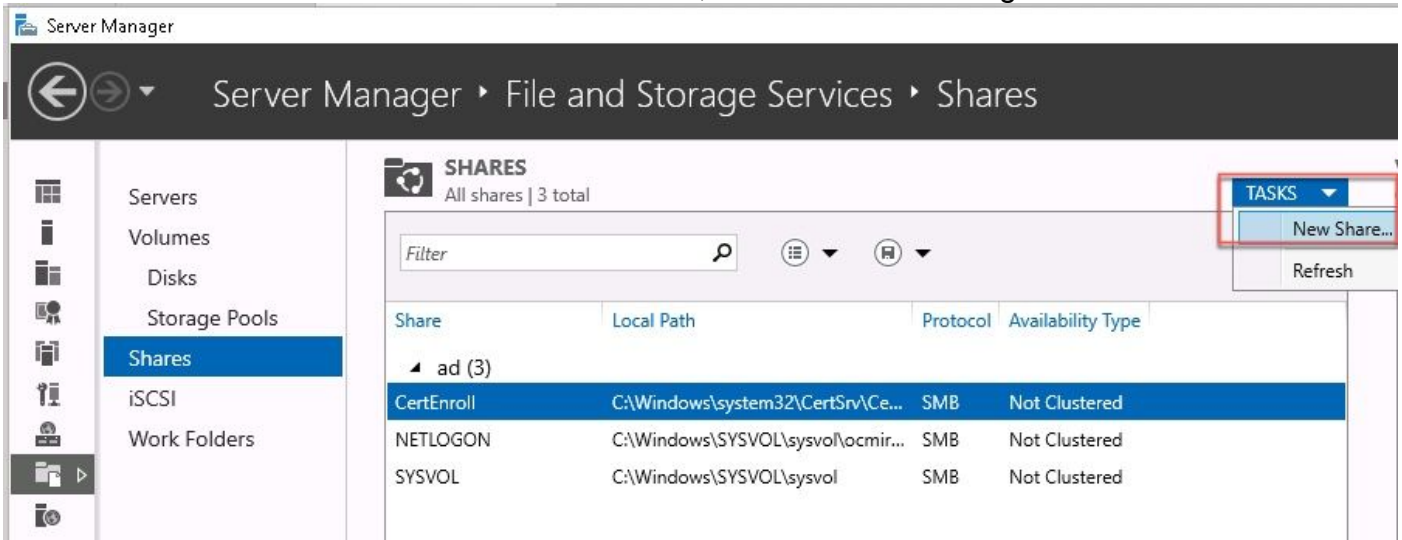 Server Manager
Server Manager ‣ File and Storage Services ‣ Shares
Servers
Volumes
Disks
Storage Pools
Shares
iSCSI
Work Folders
SHARES
All shares | 3 total
TASKS
New Share...
Refresh
Filter
Share Local Path Protocol Availability Type
ad (3)
CertEnroll C:\Windows\system32\CertSrv\Ce... SMB Not Clustered
NETLOGON C:\Windows\SYSVOL\sysvol\ocmir... SMB Not Clustered
SYSVOL C:\Windows\SYSVOL\sysvol SMB Not Clustered